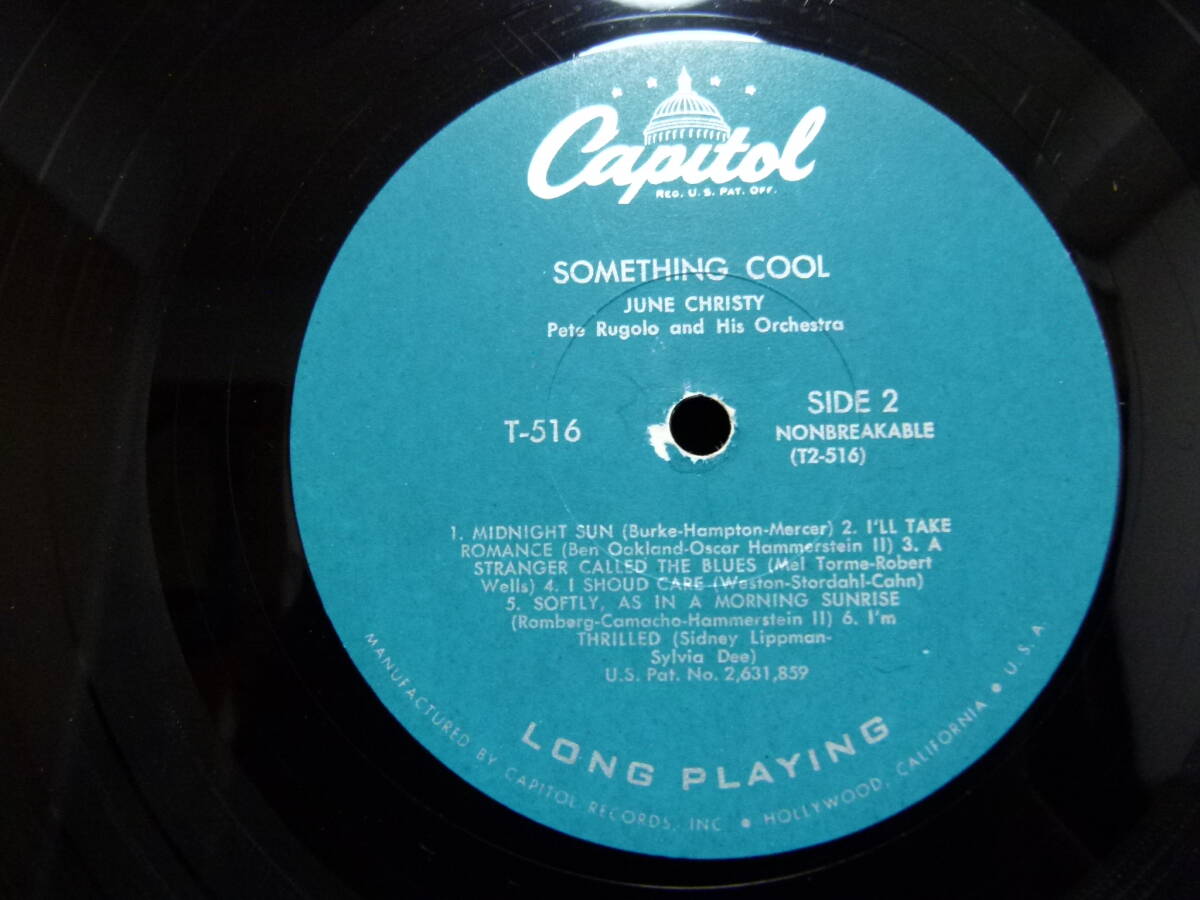 Capitol
REG. U.S. PAT. OFF.
SOMETHING COOL
JUNE CHRISTY
Pete Rugolo and His Orchestra
T-516
SIDE 2
NONBREAKABLE
(T2-516)
1. MIDNIGHT SUN (Burke-Hampton-Mercer) 2. I'LL TAKE
ROMANCE (Ben Oakland-Oscar Hammerstein II) 3. A
STRANGER CALLED THE BLUES (Mel Torme-Robert
Wells) 4. I SHOUD CARE (Weston-Stordahl-Cahn)
5. SOFTLY, AS IN A MORNING SUNRISE
(Romberg-Camacho-Hammerstein II) 6. I'm
THRILLED (Sidney Lippman-
Sylvia Dee)
U.S. Pat. No. 2,631,859
LONG PLAYING
MANUFACTURED BY CAPITOL RECORDS, INC • HOLLYWOOD, CALIFORNIA • U.S.A.